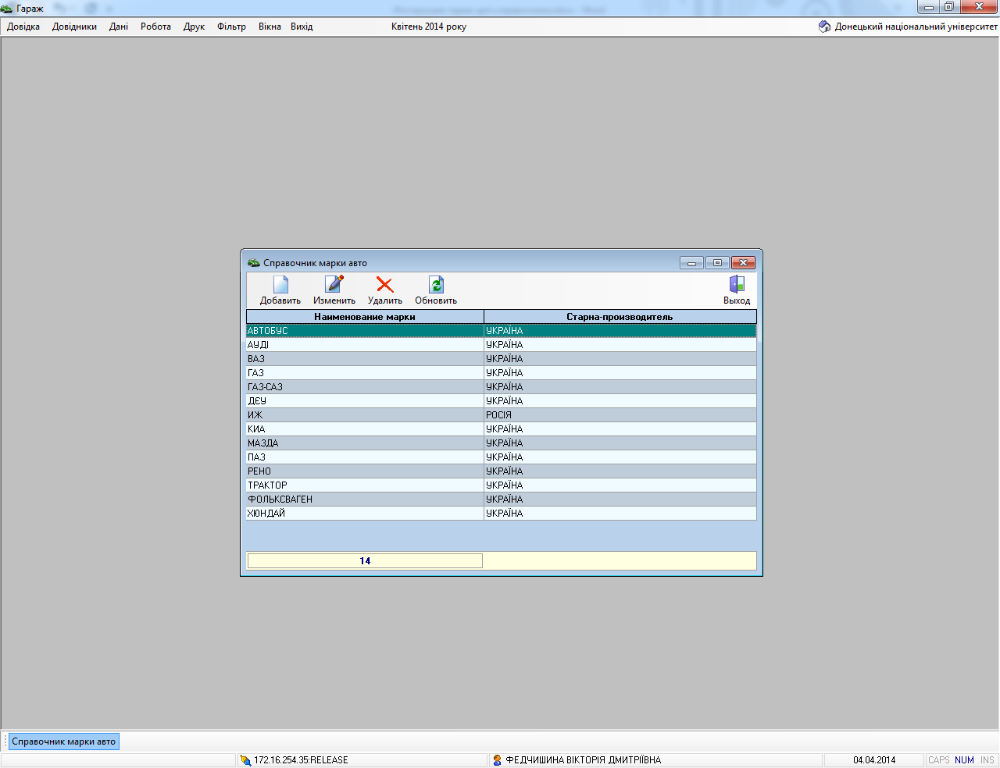 Гараж
Довідка Довідники Дані Робота Друк Фільтр Вікна Вихід Квітень 2014 року Донецький національний університет
Справочник марки авто
Добавить Изменить Удалить Обновить Выход
Наименование марки Старна-производитель
АВТОБУС УКРАЇНА
АУДІ УКРАЇНА
ВАЗ УКРАЇНА
ГАЗ УКРАЇНА
ГАЗ-САЗ УКРАЇНА
ДЄУ УКРАЇНА
ИЖ РОСІЯ
КИА УКРАЇНА
МАЗДА УКРАЇНА
ПАЗ УКРАЇНА
РЕНО УКРАЇНА
ТРАКТОР УКРАЇНА
ФОЛЬКСВАГЕН УКРАЇНА
ХЮНДАЙ УКРАЇНА
14
Справочник марки авто
172.16.254.35:RELEASE ФЕДЧИШИНА ВІКТОРІЯ ДМИТРІЇВНА 04.04.2014 CAPS NUM INS